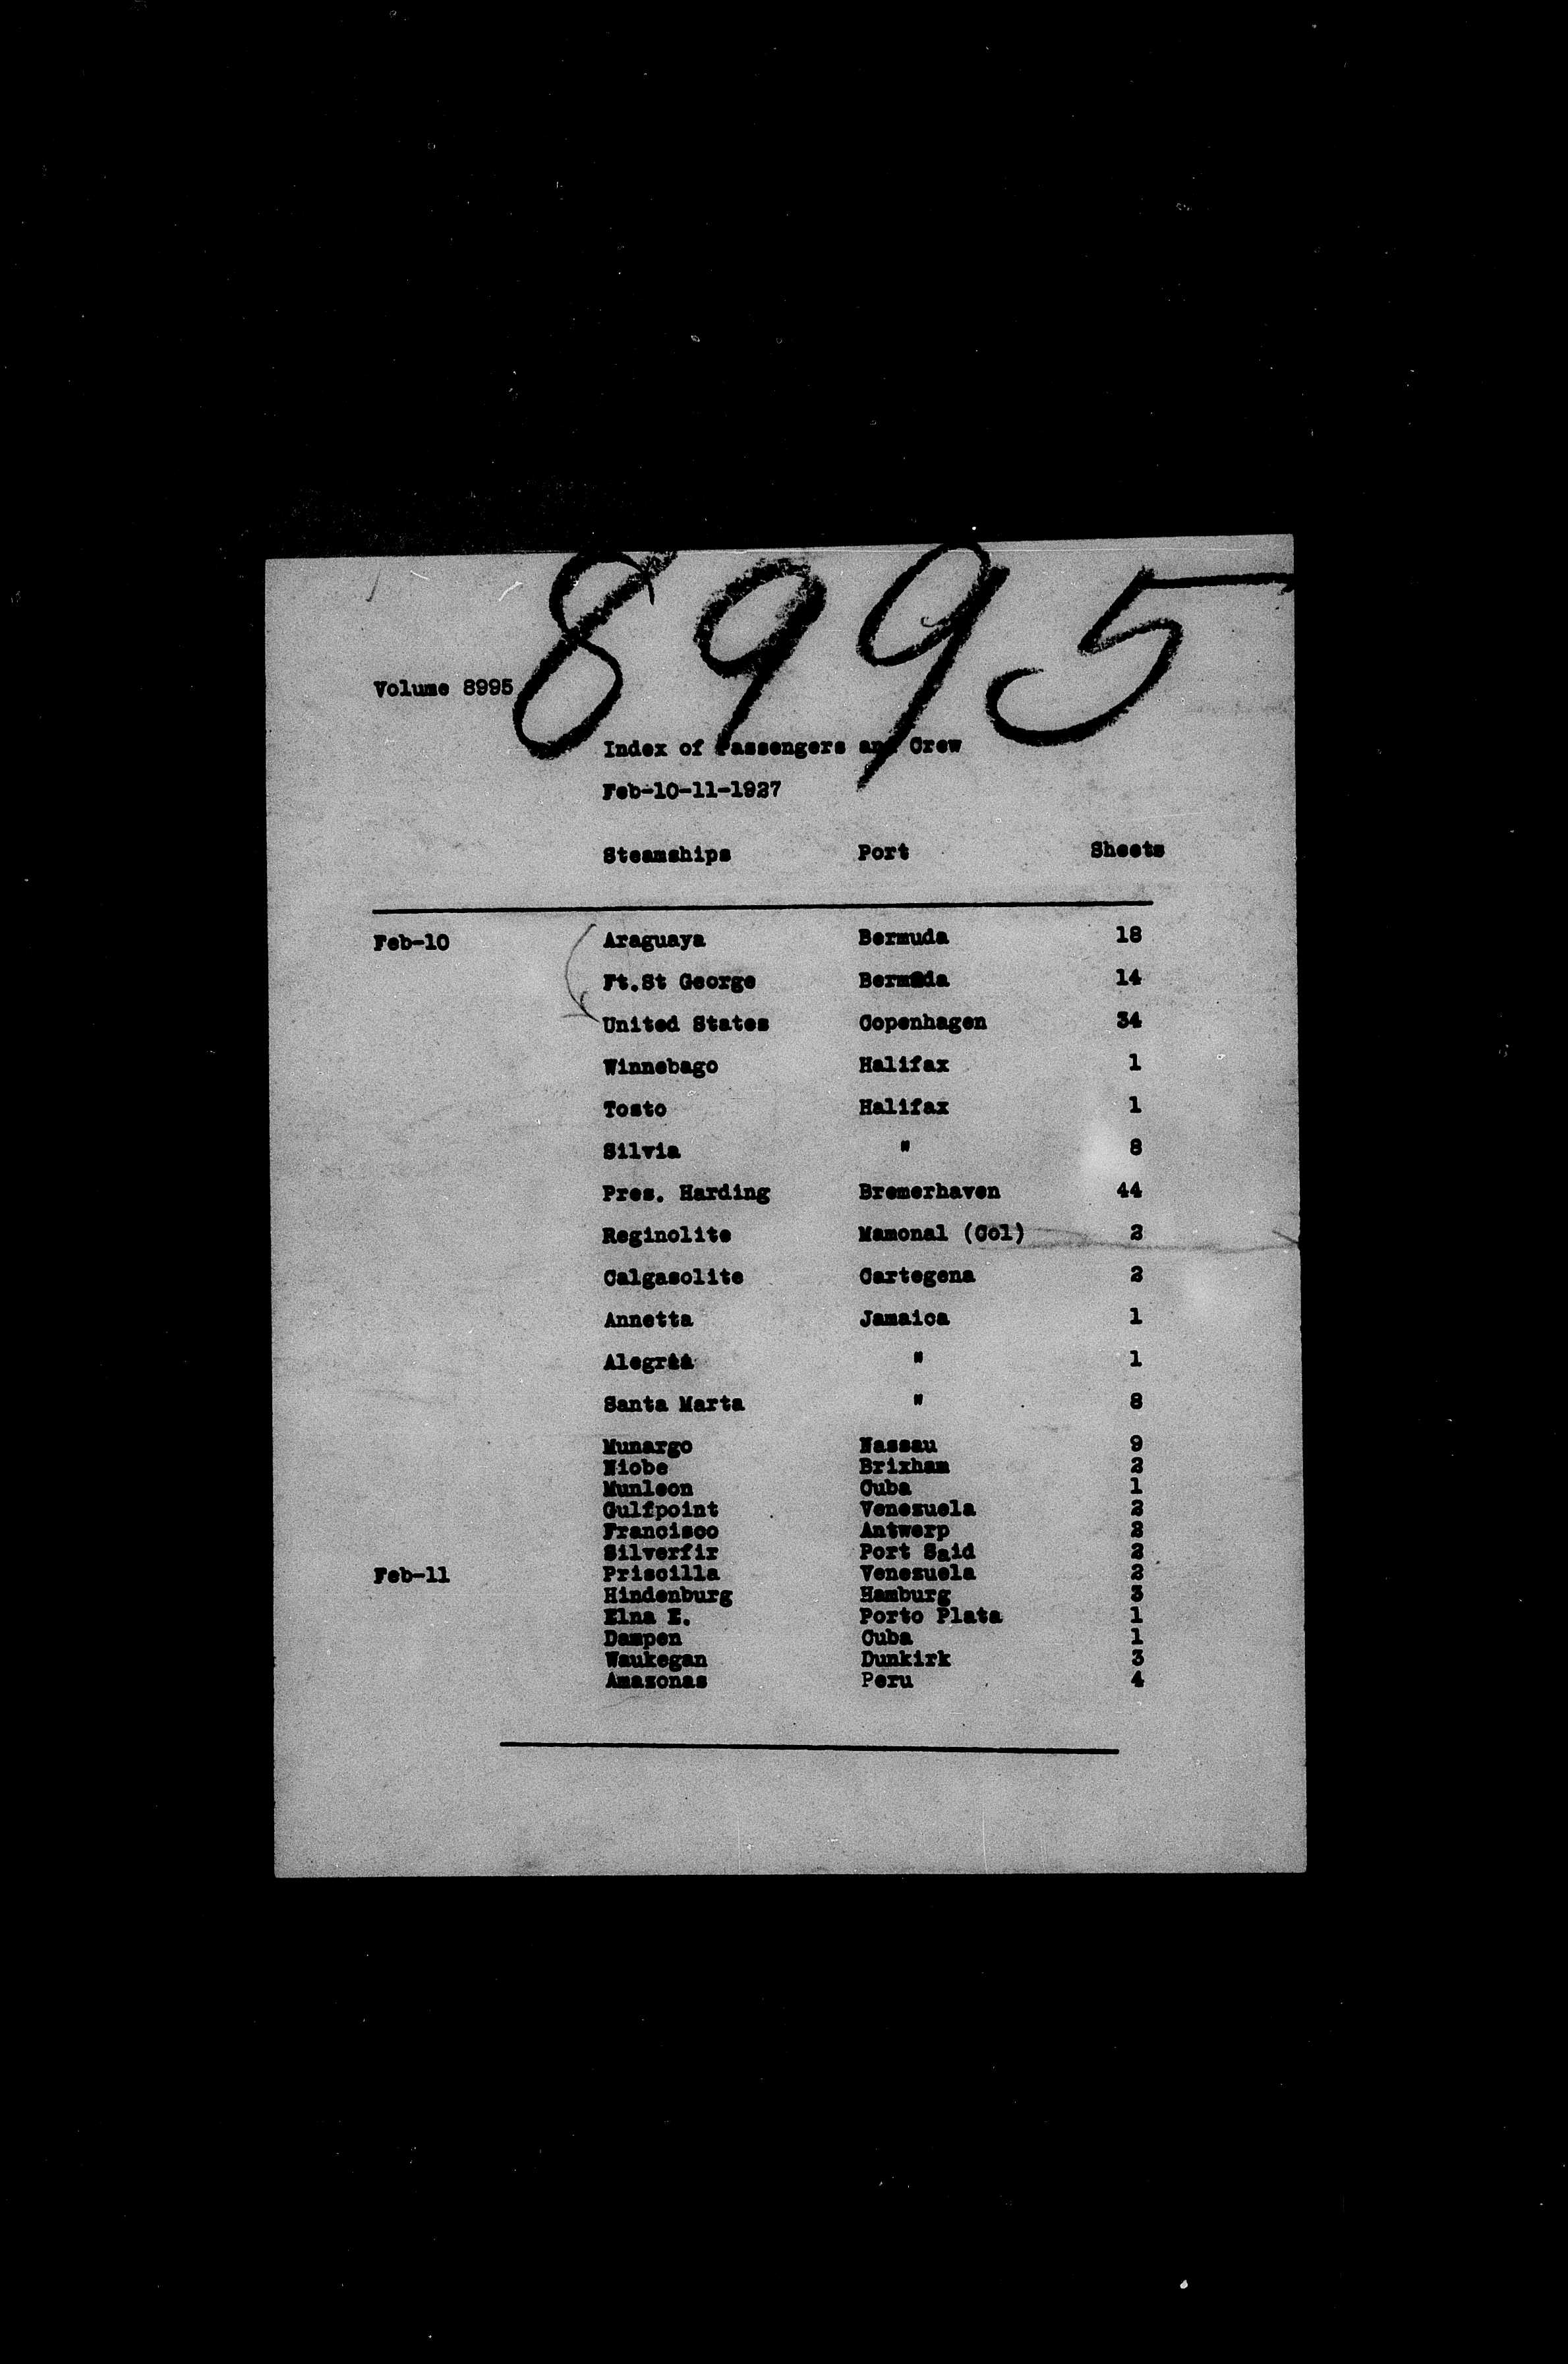 8995
Volume 8995
Index of Passengers and Crew
Feb-10-11-1927
Steamships Port Sheets
Feb-10 Araguaya Bermuda 18
Ft.St George Bermuda 14
United States Copenhagen 34
Winnebago Halifax 1
Tosto Halifax 1
Silvia " 8
Pres. Harding Bremerhaven 44
Reginolite Mamonal (Col) 2
Calgasolite Cartegena 2
Annetta Jamaica 1
" 1
Santa Marta " 8
Munargo Nassau 9
Niobe Brixham 2
Munleon Cuba 1
Gulfpoint Venezuela 2
Francisco Antwerp 2
Silverfir Port Said 2
Feb-11 Priscilla Venezuela 2
Hindenburg Hamburg 3
Elna E. Porto Plata 1
Dampen Cuba 1
Waukegan Dunkirk 3
Amazonas Peru 4